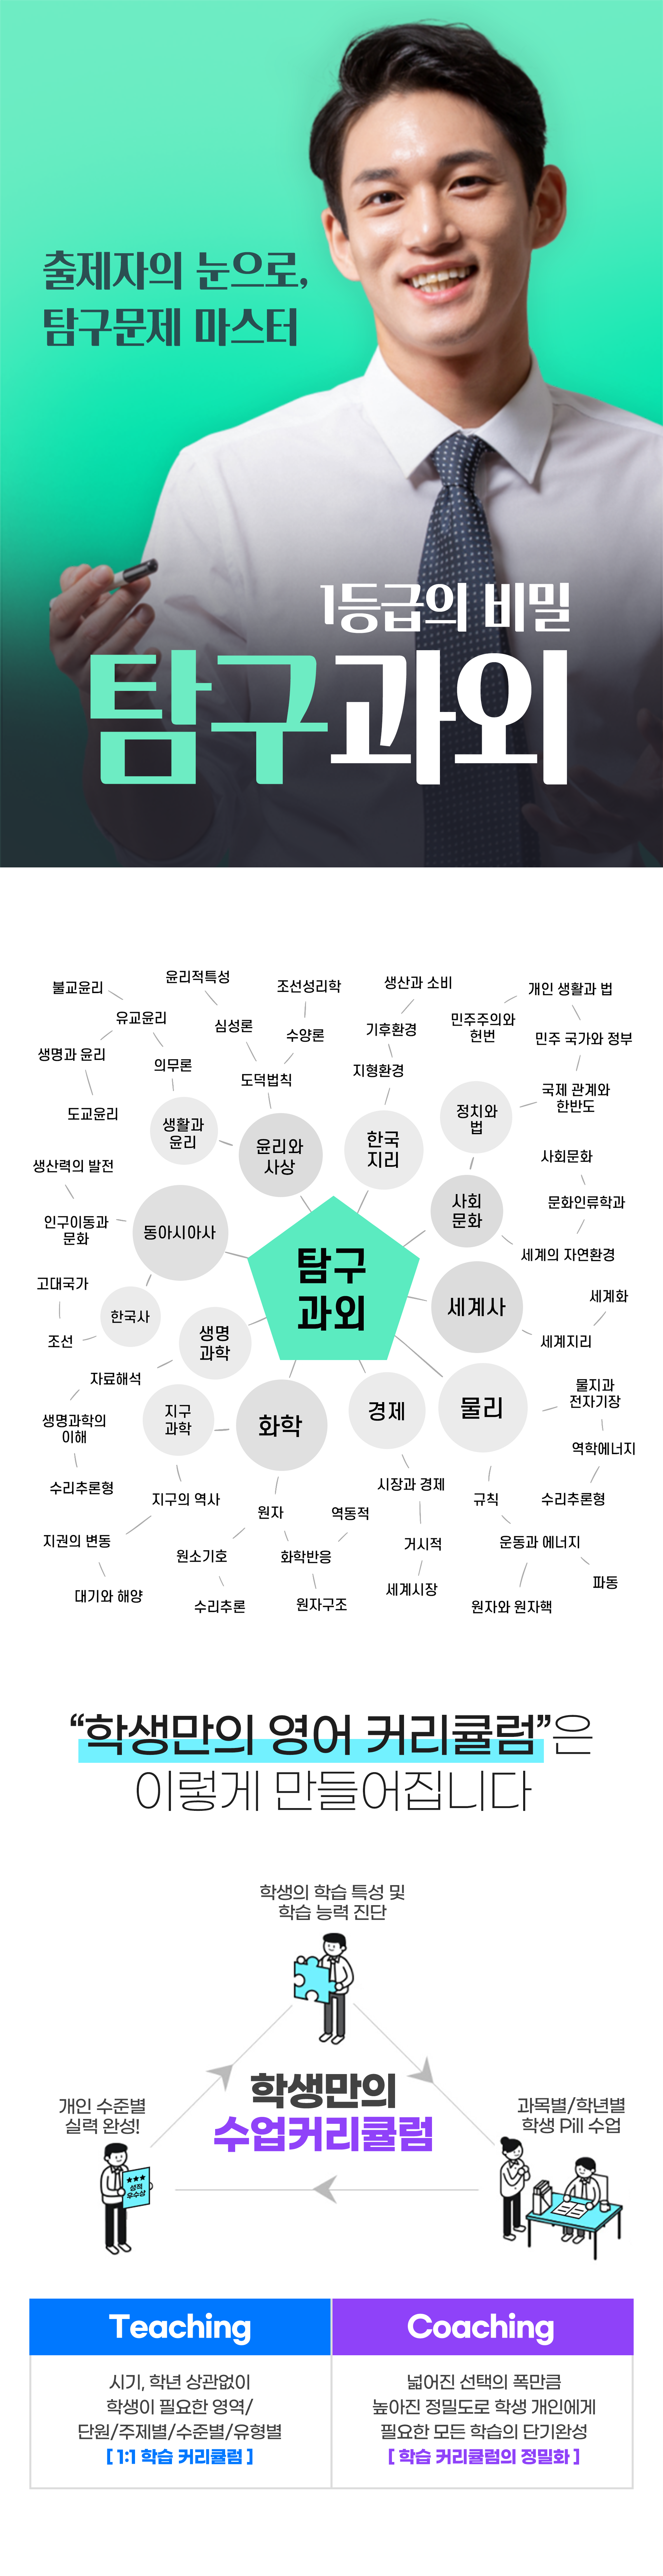 출제자의 눈으로,
탐구문제 마스터
1등급의 비밀
탐구과외
불교윤리
윤리적특성
조선성리학
생산과 소비
개인 생활과 법
유교윤리
심성론
수양론
기후환경
민주주의와
헌번
민주 국가와 정부
생명과 윤리
의무론
도덕법칙
지형환경
국제 관계와
한반도
도교윤리
생활과
윤리
윤리와
사상
한국
지리
정치와
법
생산력의 발전
사회문화
인구이동과
문화
동아시아사
사회
문화
문화인류학과
세계의 자연환경
탐구
과외
고대국가
한국사
세계사
세계화
조선
생명
과학
세계지리
자료해석
지구
과학
화학
경제
물리
물지과
전자기장
생명과학의
이해
역학에너지
수리추론형
지구의 역사
원자
역동적
시장과 경제
규칙
수리추론형
지권의 변동
원소기호
화학반응
거시적
운동과 에너지
대기와 해양
수리추론
원자구조
세계시장
원자와 원자핵
파동
“학생만의 영어 커리큘럼”은
이렇게 만들어집니다
학생의 학습 특성 및
학습 능력 진단
학생만의
수업커리큘럼
개인 수준별
실력 완성!
과목별/학년별
학생 Pill 수업
★★★
성적
우수상
Teaching
시기, 학년 상관없이
학생이 필요한 영역/
단원/주제별/수준별/유형별
[ 1:1 학습 커리큘럼 ]
Coaching
넓어진 선택의 폭만큼
높아진 정밀도로 학생 개인에게
필요한 모든 학습의 단기완성
[ 학습 커리큘럼의 정밀화 ]